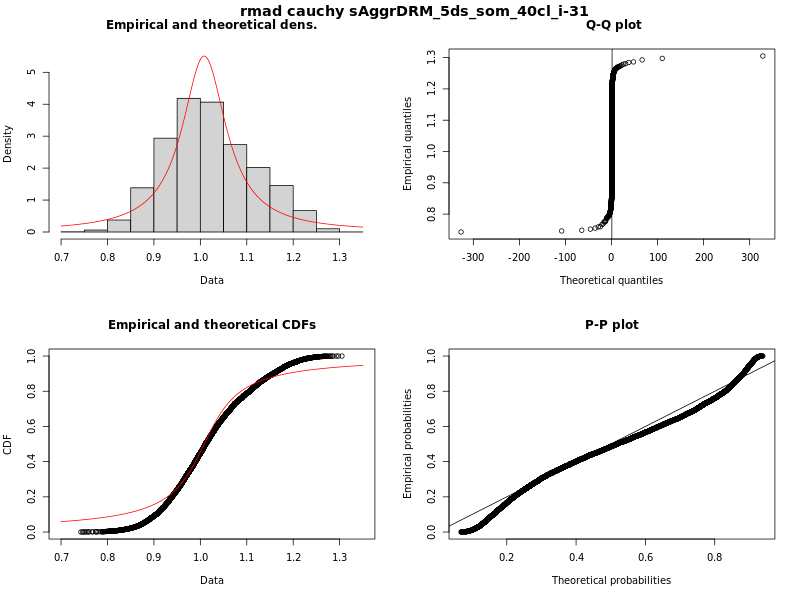 rmad cauchy sAggrDRM_5ds_som_40cl_i-31
Empirical and theoretical dens.
Density
0 1 2 3 4 5
0.7 0.8 0.9 1.0 1.1 1.2 1.3
Data
Q-Q plot
Empirical quantiles
0.8 0.9 1.0 1.1 1.2 1.3
-300 -200 -100 0 100 200 300
Theoretical quantiles
Empirical and theoretical CDFs
CDF
0.0 0.2 0.4 0.6 0.8 1.0
0.7 0.8 0.9 1.0 1.1 1.2 1.3
Data
P-P plot
Empirical probabilities
0.0 0.2 0.4 0.6 0.8 1.0
0.2 0.4 0.6 0.8
Theoretical probabilities